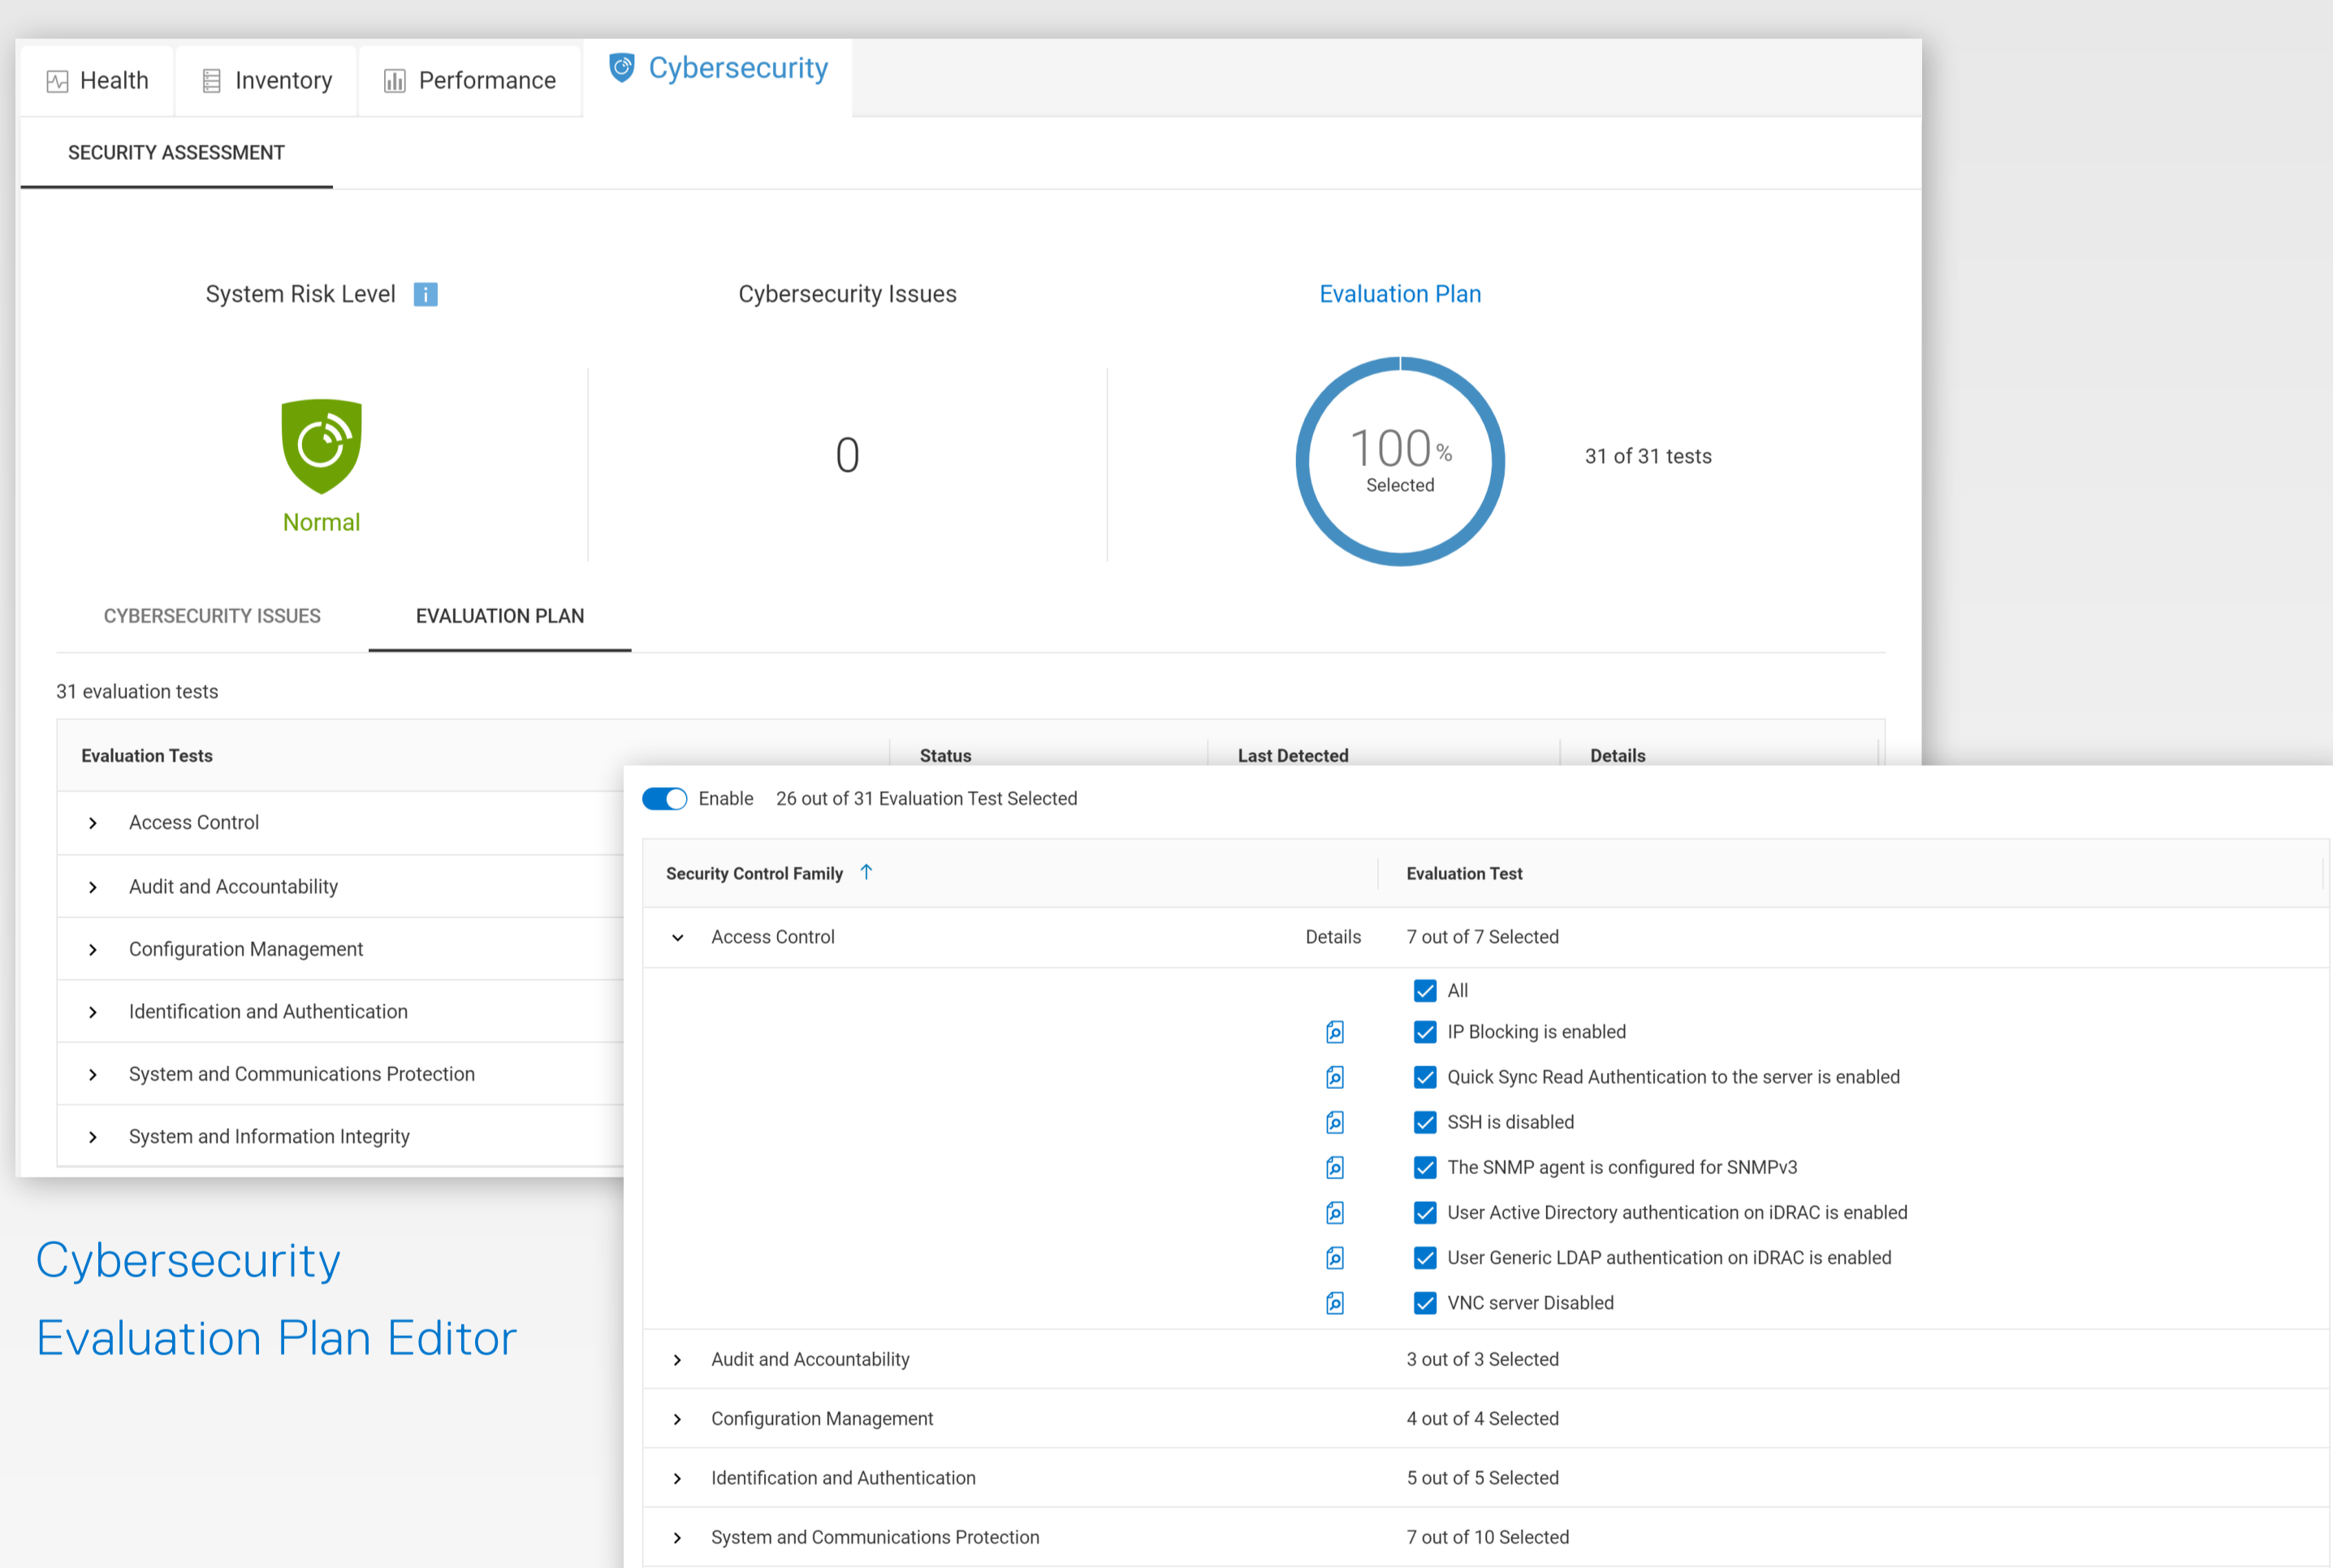 Health
Inventory
Performance
Cybersecurity
SECURITY ASSESSMENT
System Risk Level
i
Cybersecurity Issues
Evaluation Plan
Normal
0
100%
Selected
31 of 31 tests
CYBERSECURITY ISSUES
EVALUATION PLAN
31 evaluation tests
Evaluation Tests
Status
Last Detected
Details
Access Control
Audit and Accountability
Configuration Management
Identification and Authentication
System and Communications Protection
System and Information Integrity
Enable
26 out of 31 Evaluation Test Selected
Security Control Family
Evaluation Test
Access Control
Details
7 out of 7 Selected
All
IP Blocking is enabled
Quick Sync Read Authentication to the server is enabled
SSH is disabled
The SNMP agent is configured for SNMPv3
User Active Directory authentication on iDRAC is enabled
User Generic LDAP authentication on iDRAC is enabled
VNC server Disabled
Audit and Accountability
3 out of 3 Selected
Configuration Management
4 out of 4 Selected
Identification and Authentication
5 out of 5 Selected
System and Communications Protection
7 out of 10 Selected
Cybersecurity
Evaluation Plan Editor